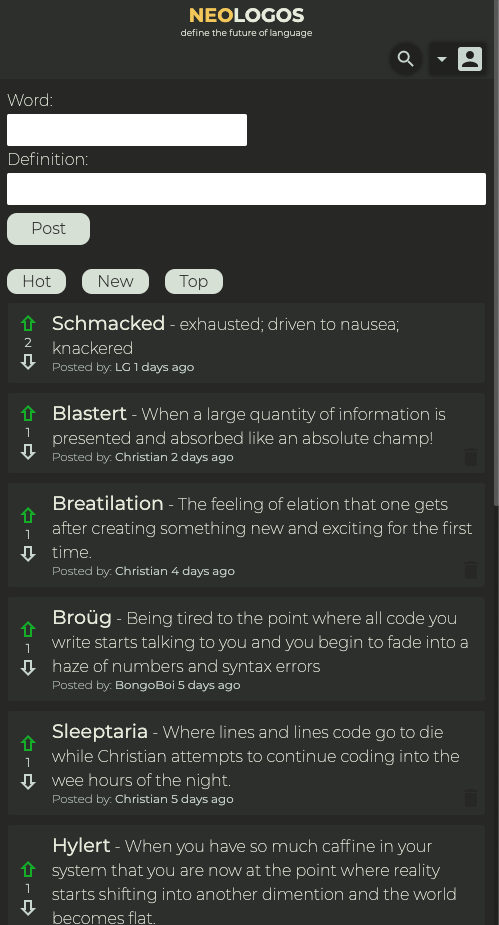 NEOLOGOS
define the future of language
Word:
Definition:
Post
Hot New Top
Schmacked - exhausted; driven to nausea;
knackered
Posted by: LG 1 days ago
2
Blastert - When a large quantity of information is
presented and absorbed like an absolute champ!
Posted by: Christian 2 days ago
1
Breatilation - The feeling of elation that one gets
after creating something new and exciting for the first
time.
Posted by: Christian 4 days ago
1
Broüg - Being tired to the point where all code you
write starts talking to you and you begin to fade into a
haze of numbers and syntax errors
Posted by: BongoBoi 5 days ago
1
Sleeptaria - Where lines and lines code go to die
while Christian attempts to continue coding into the
wee hours of the night.
Posted by: Christian 5 days ago
1
Hylert - When you have so much caffine in your
system that you are now at the point where reality
starts shifting into another dimention and the world
becomes flat.
1